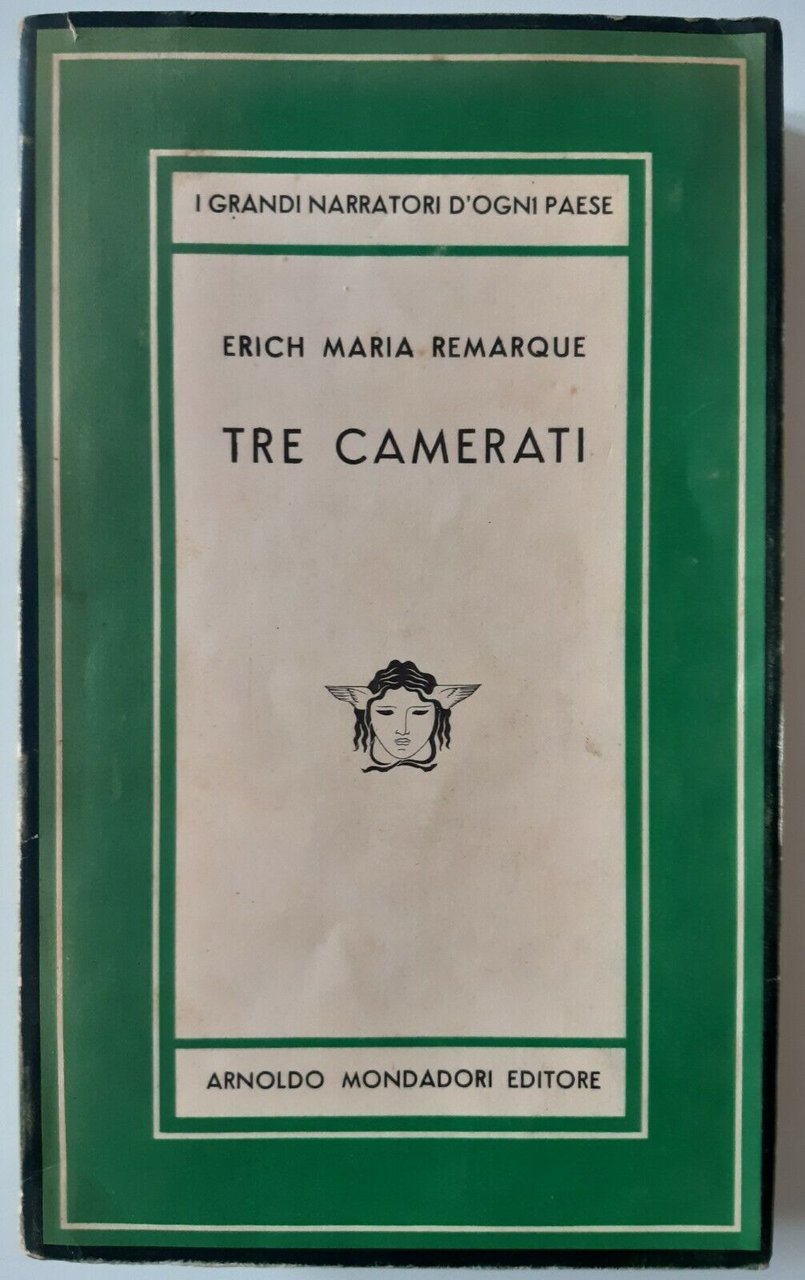 I GRANDI NARRATORI D'OGNI PAESE
ERICH MARIA REMARQUE
TRE CAMERATI
ARNOLDO MONDADORI EDITORE